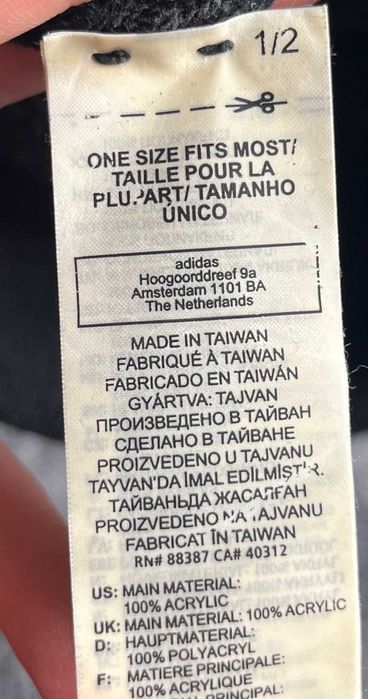 1/2
ONE SIZE FITS MOST/
TAILLE POUR LA
PLUPART/ TAMANHO
ÚNICO
adidas
Hoogoorddreef 9a
Amsterdam 1101 BA
The Netherlands
MADE IN TAIWAN
FABRIQUÉ À TAIWAN
FABRICADO EN TAIWÁN
GYÁRTVA: TAJVAN
ПРОИЗВЕДЕНО В ТАЙВАН
СДЕЛАНО В ТАЙВАНЕ
PROIZVEDENO U TAJVANU
TAYVAN'DA İMAL EDİLMİŞTİR.
ТАЙВАНЬДА ЖАСАЛҒАН
PROIZVEDENO NA TAJVANU
FABRICAT ÎN TAIWAN
RN# 88387 CA# 40312
US: MAIN MATERIAL:
100% ACRYLIC
UK: MAIN MATERIAL: 100% ACRYLIC
D: HAUPTMATERIAL:
100% POLYACRYL
F: MATIERE PRINCIPALE:
100% ACRYLIQUE
PRINCIPAL: